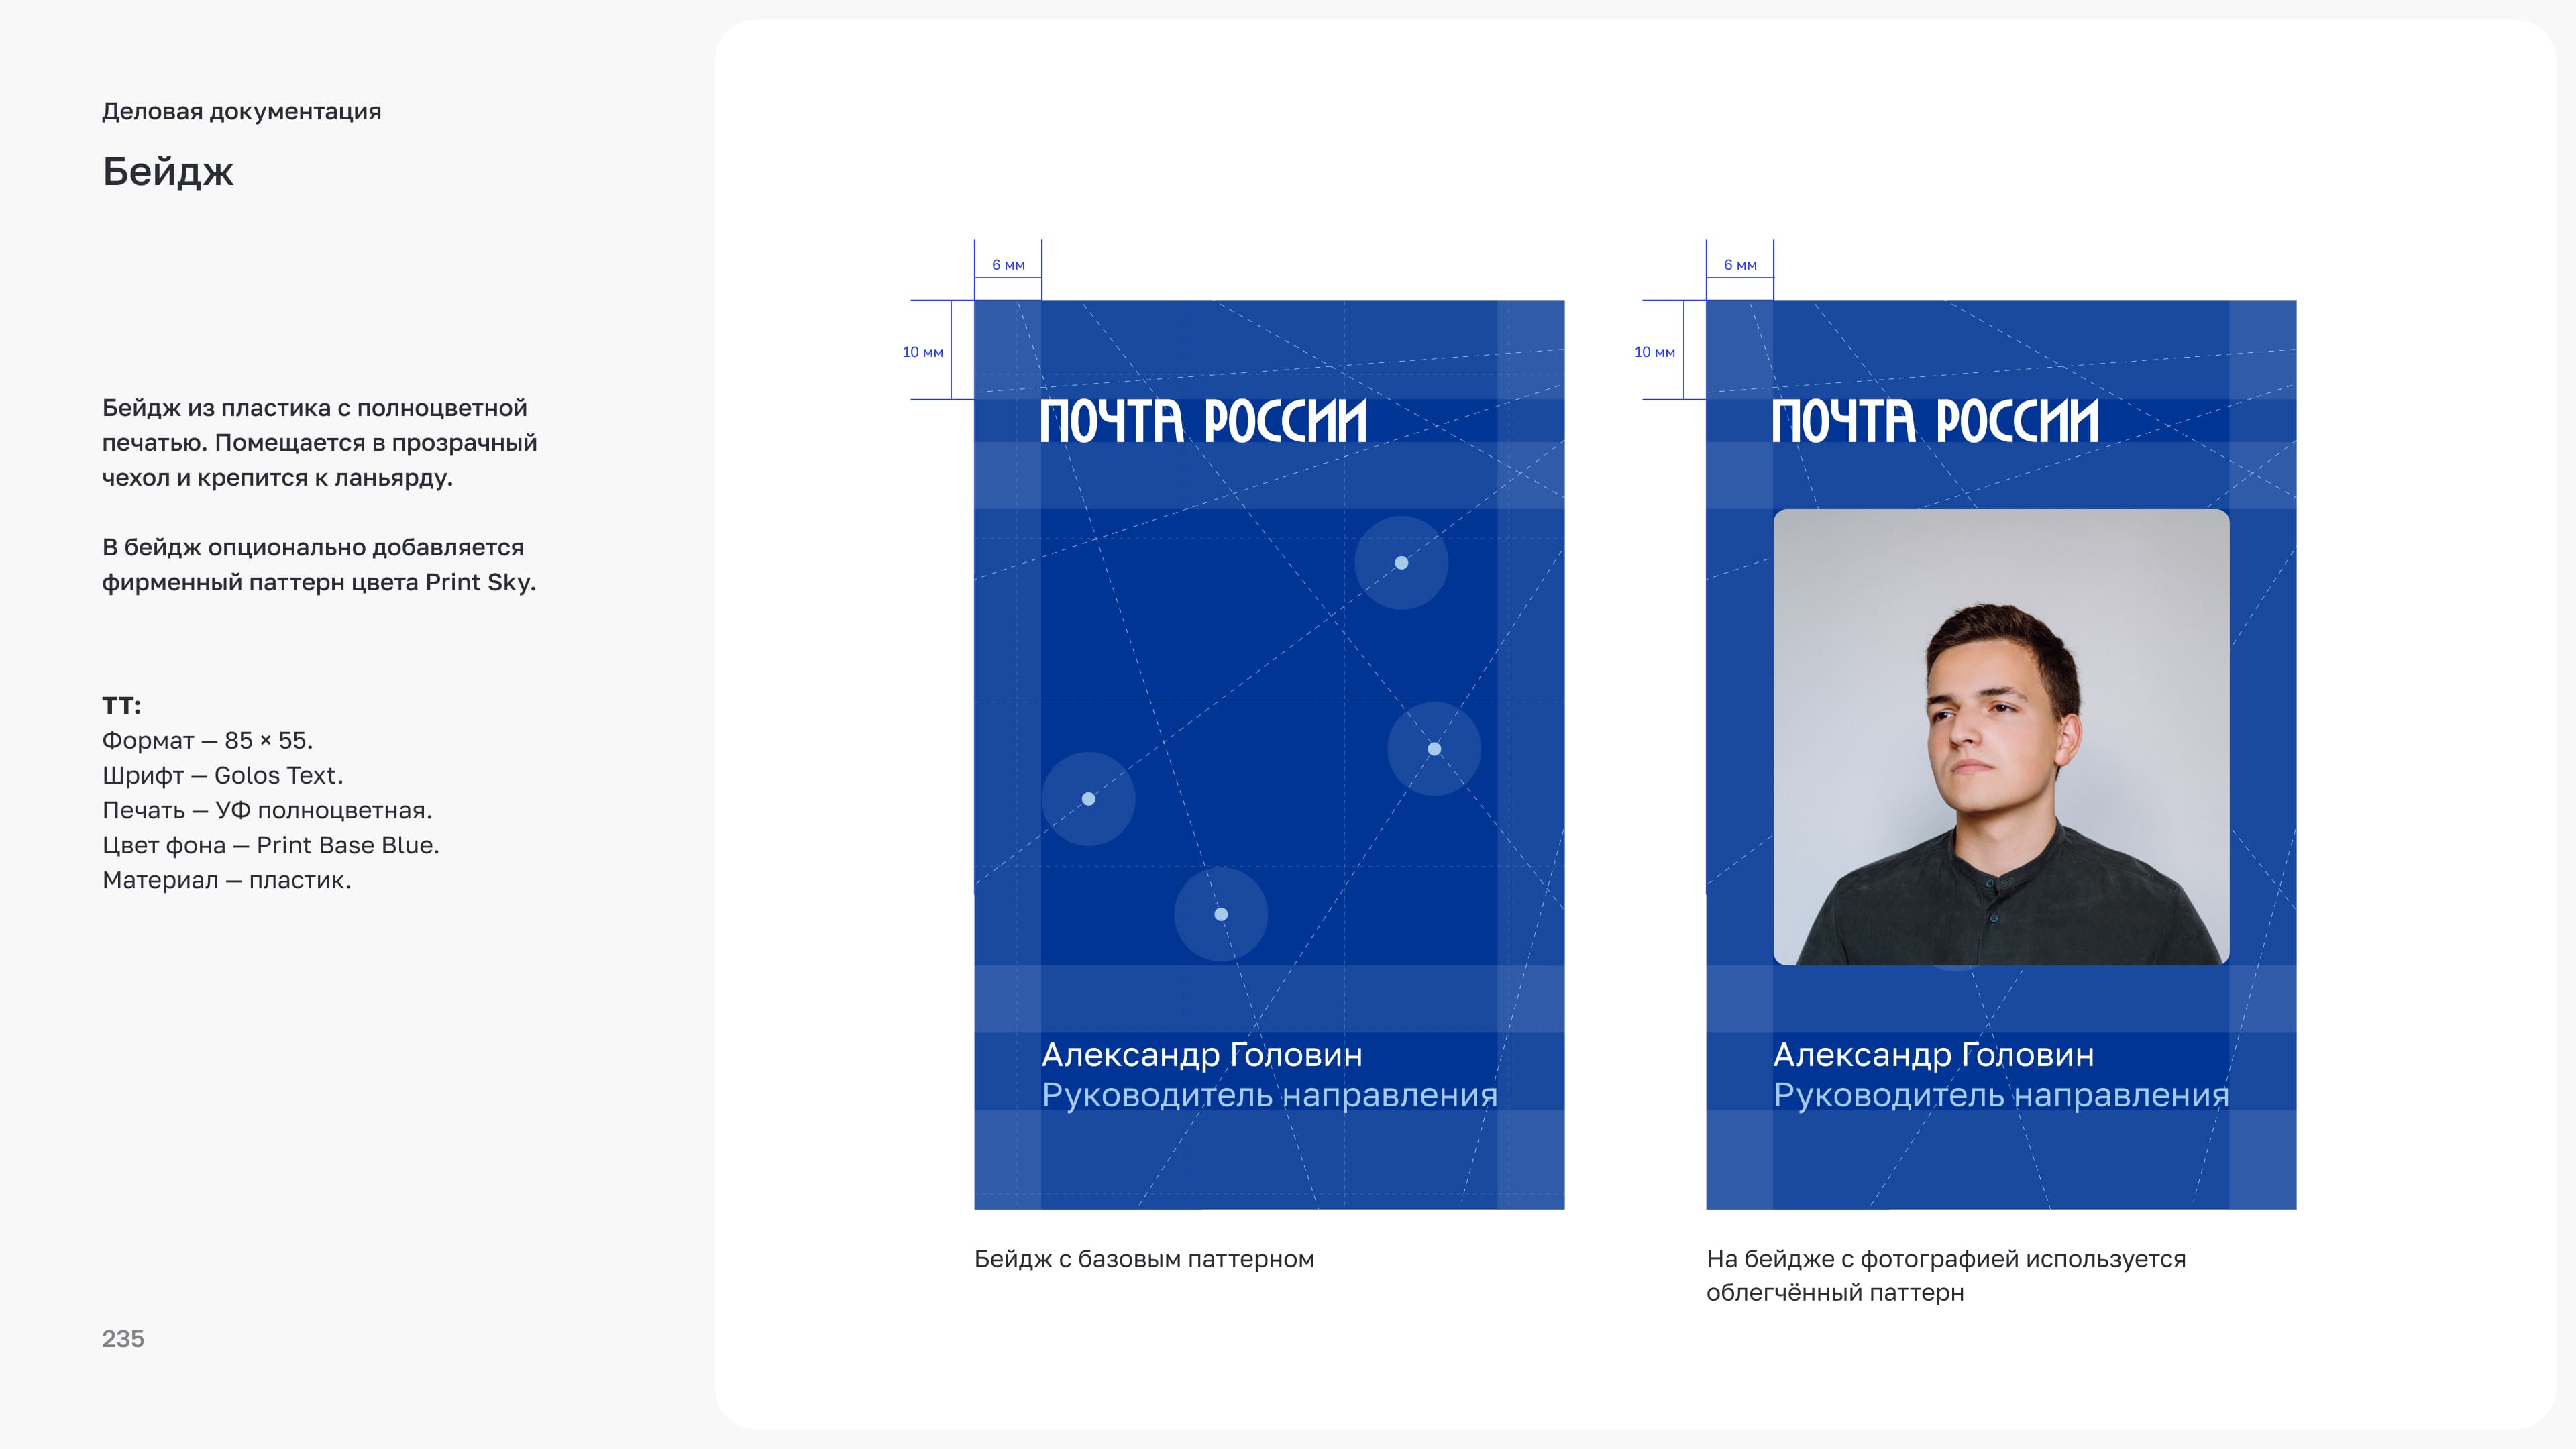 Деловая документация
Бейдж
Бейдж из пластика с полноцветной
печатью. Помещается в прозрачный
чехол и крепится к ланьярду.
В бейдж опционально добавляется
фирменный паттерн цвета Print Sky.
ТТ:
Формат — 85 × 55.
Шрифт — Golos Text.
Печать — УФ полноцветная.
Цвет фона — Print Base Blue.
Материал — пластик.
235
6 мм
10 мм
ПОЧТА РОССИИ
Александр Головин
Руководитель направления
Бейдж с базовым паттерном
6 мм
10 мм
ПОЧТА РОССИИ
Александр Головин
Руководитель направления
На бейдже с фотографией используется
облегчённый паттерн